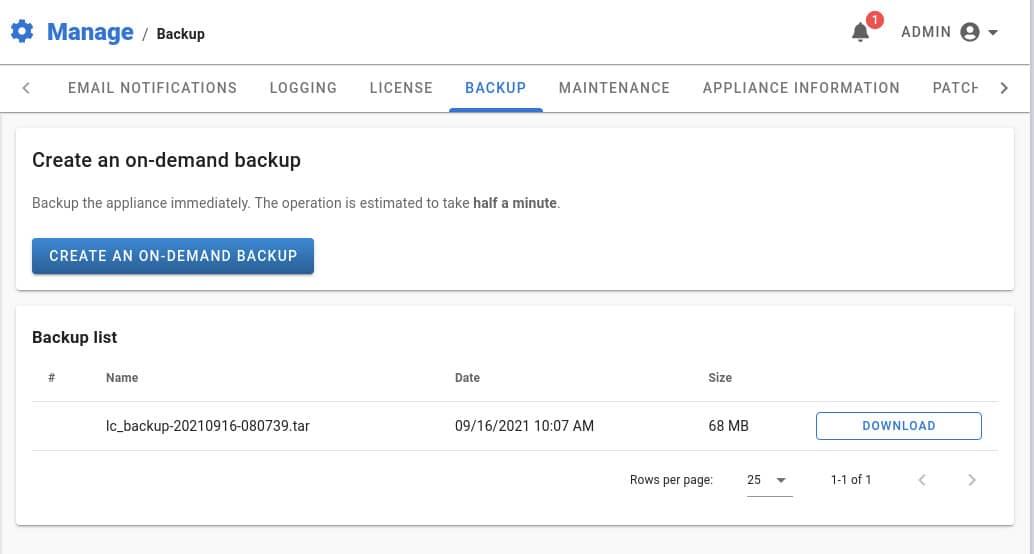 Manage / Backup
1
ADMIN
EMAIL NOTIFICATIONS LOGGING LICENSE BACKUP MAINTENANCE APPLIANCE INFORMATION PATCH
Create an on-demand backup
Backup the appliance immediately. The operation is estimated to take half a minute.
CREATE AN ON-DEMAND BACKUP
Backup list
# Name Date Size
lc_backup-20210916-080739.tar 09/16/2021 10:07 AM 68 MB DOWNLOAD
Rows per page: 25 1-1 of 1